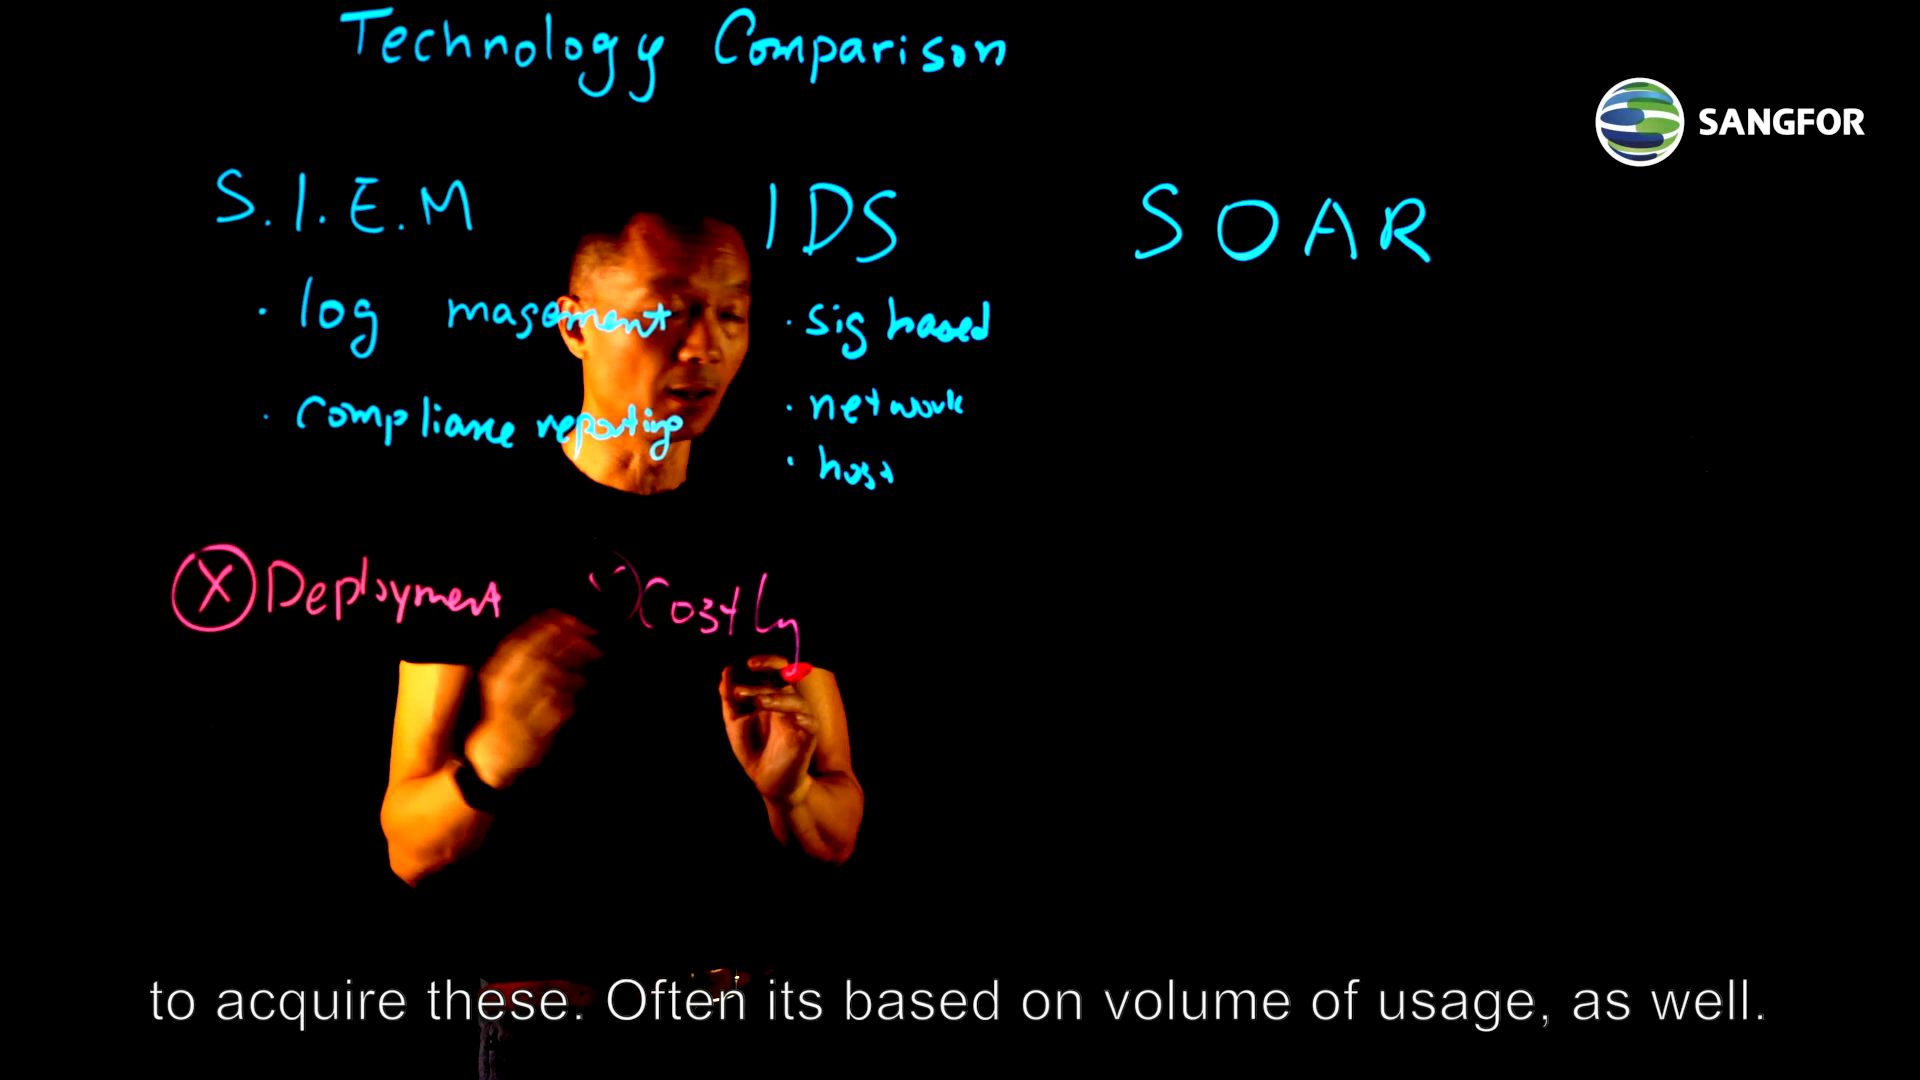 Technology Comparison
SANGFOR
S.I.E.M
IDS
SOAR
· log magement
· sig based
· compliance reporting
· network
· host
X Deployment
Costly
to acquire these. Often its based on volume of usage, as well.